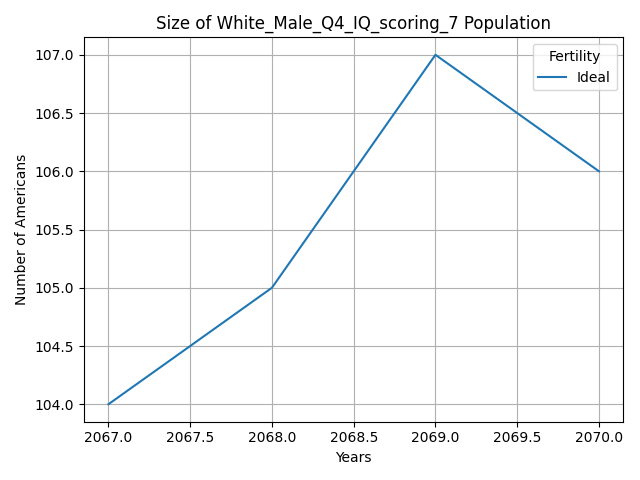 Size of White_Male_Q4_IQ_scoring_7 Population
Fertility
Ideal
107.0
106.5
106.0
105.5
105.0
104.5
104.0
Number of Americans
2067.0 2067.5 2068.0 2068.5 2069.0 2069.5 2070.0
Years